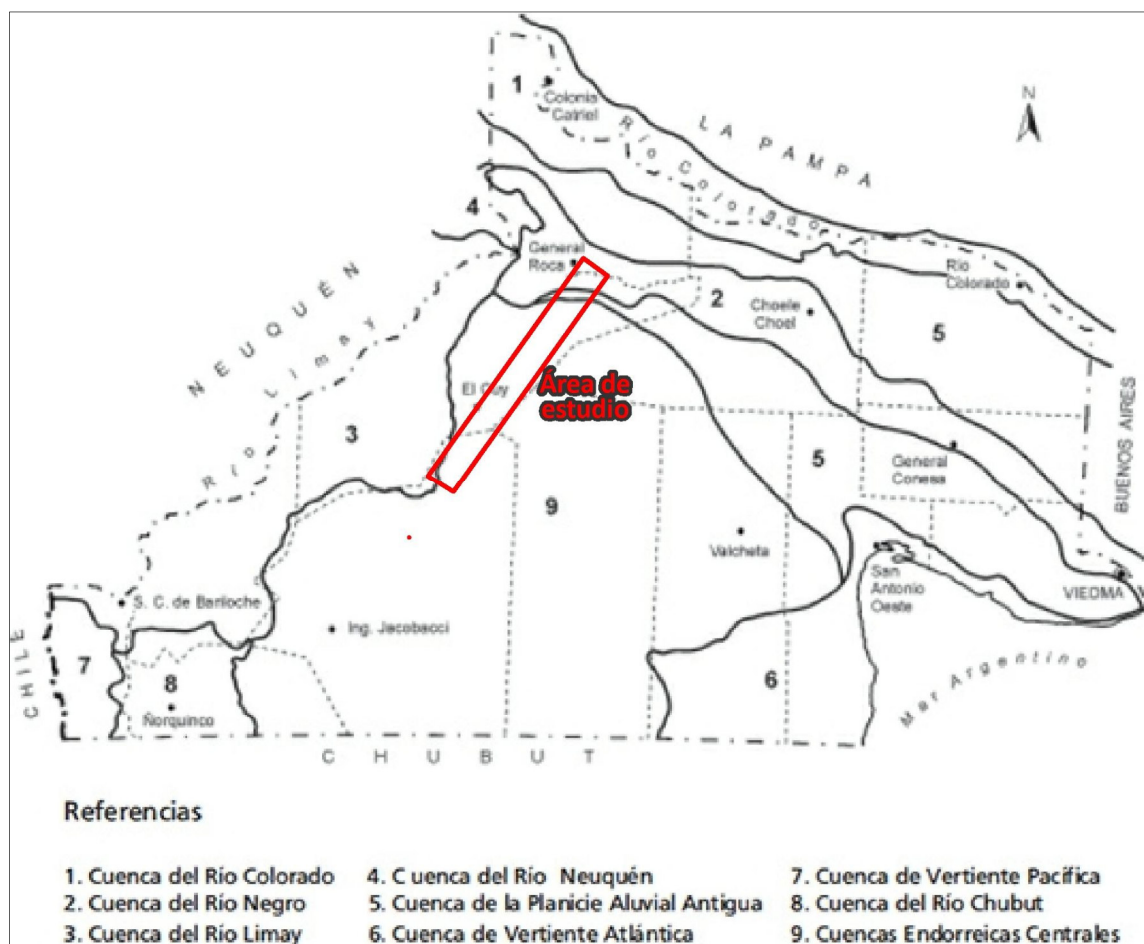 1
Colonia
Catriel
LA PAMPA
N
Río Colorado
4
General
Roca
NEUQUÉN
Río Limay
2
Choele
Choel
Río
Colorado
5
El Cuy
Área de
estudio
3
5
General
Conesa
BUENOS AIRES
9
Valcheta
San
Antonio
Oeste
VIEDMA
S. C. de Bariloche
Ing. Jacobacci
CHILE
7
8
Ñorquinco
6
Mar Argentino
CHUBUT
Referencias
1. Cuenca del Río Colorado 4. C uenca del Río Neuquén 7. Cuenca de Vertiente Pacífica
2. Cuenca del Río Negro 5. Cuenca de la Planicie Aluvial Antigua 8. Cuenca del Río Chubut
3. Cuenca del Río Limay 6. Cuenca de Vertiente Atlántica 9. Cuencas Endorreicas Centrales